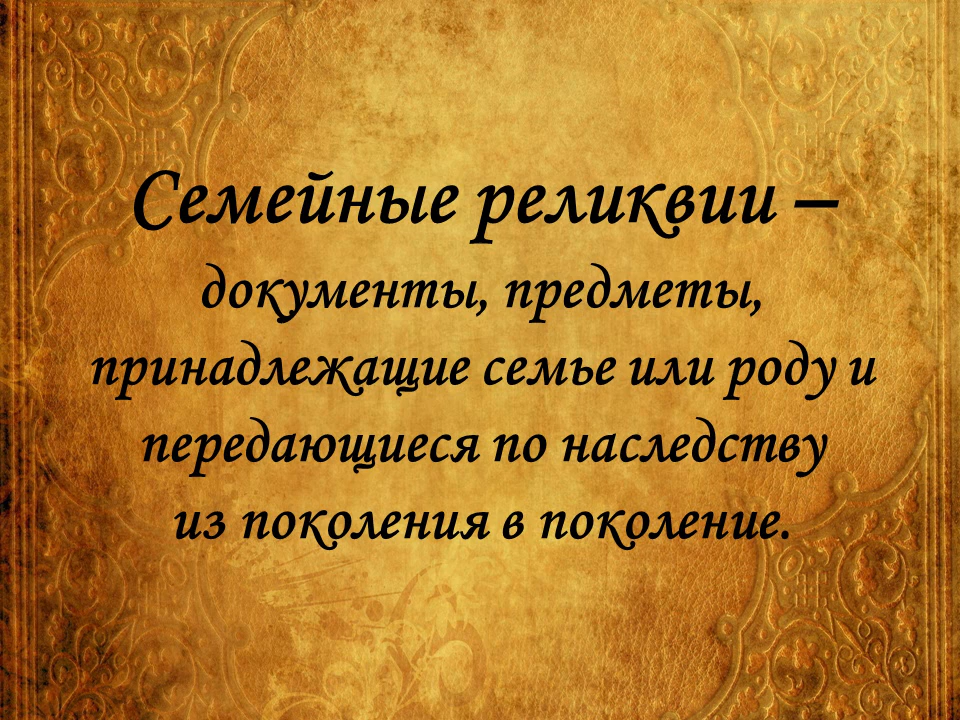 Семейные реликвии –
документы, предметы,
принадлежащие семье или роду и
передающиеся по наследству
из поколения в поколение.